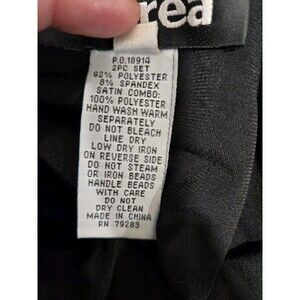 rea
P.O.18914
2PC SET
92% POLYESTER
8% SPANDEX
SATIN COMBO:
100% POLYESTER
HAND WASH WARM
SEPARATELY
DO NOT BLEACH
LINE DRY
LOW DRY IRON
ON REVERSE SIDE
DO NOT STEAM
OR IRON BEADS
HANDLE BEADS
WITH CARE
DO NOT
DRY CLEAN
MADE IN CHINA
RN 79283